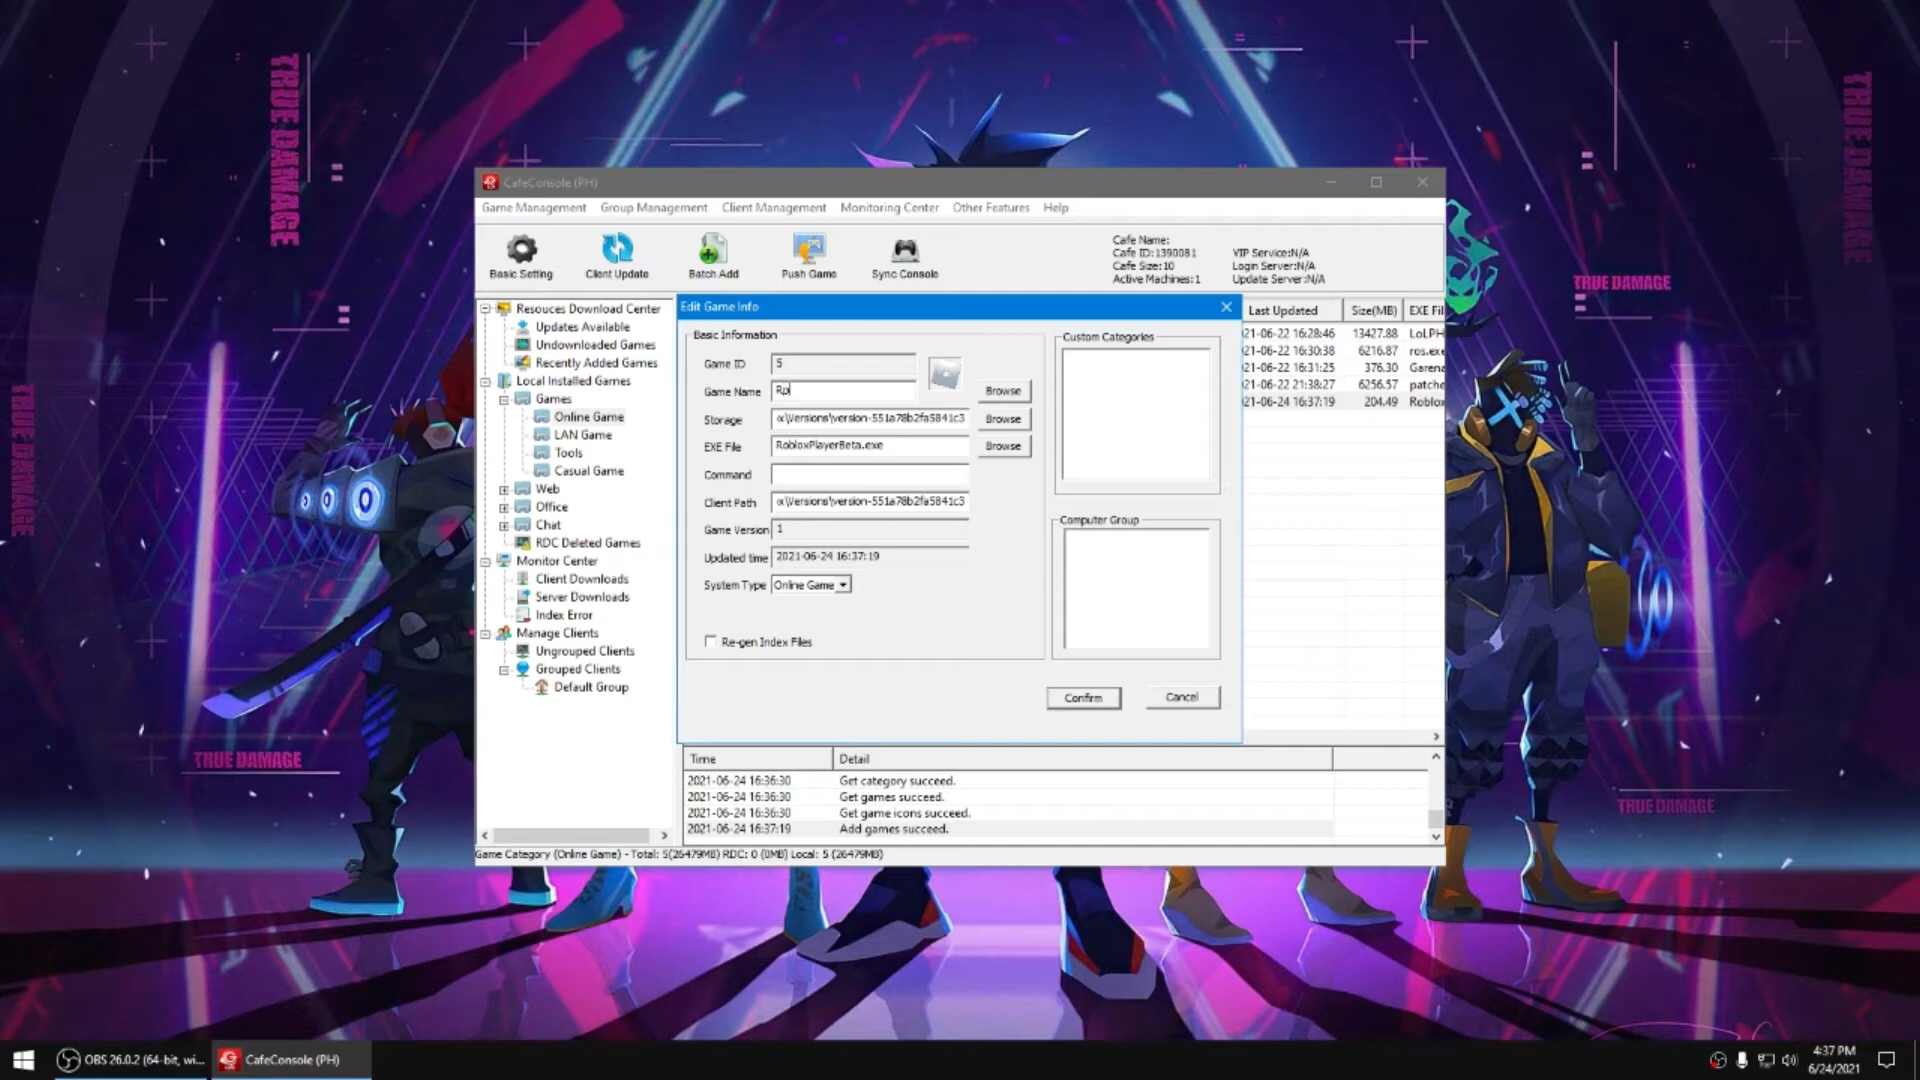 TRUE DAMAGE
TRUE DAMAGE
TRUE DAMAGE
TRUE DAMAGE
TRUE DAMAGE
TRUE DAMAGE
CafeConsole (PH)
Game Management Group Management Client Management Monitoring Center Other Features Help
Basic Setting Client Update Batch Add Push Game Sync Console
Cafe Name:
Cafe ID:1390081 VIP Service:N/A
Cafe Size:10 Login Server:N/A
Active Machines:1 Update Server:N/A
Resouces Download Center
Updates Available
Undownloaded Games
Recently Added Games
Local Installed Games
Games
Online Game
LAN Game
Tools
Casual Game
Web
Office
Chat
RDC Deleted Games
Monitor Center
Client Downloads
Server Downloads
Index Error
Manage Clients
Ungrouped Clients
Grouped Clients
Default Group
Edit Game Info
Basic Information
Game ID 5
Game Name Rp Browse
Storage x\Versions\version-551a78b2fa5841c3 Browse
EXE File RobloxPlayerBeta.exe Browse
Command
Client Path x\Versions\version-551a78b2fa5841c3
Game Version 1
Updated time 2021-06-24 16:37:19
System Type Online Game
Re-gen Index Files
Custom Categories
Computer Group
Confirm Cancel
Last Updated Size(MB) EXE Fil
21-06-22 16:28:46 13427.88 LoLPH
21-06-22 16:30:38 6216.87 ros.exe
21-06-22 16:31:25 376.30 Garena
21-06-22 21:38:27 6256.57 patche
21-06-24 16:37:19 204.49 Roblox
Time Detail
2021-06-24 16:36:30 Get category succeed.
2021-06-24 16:36:30 Get games succeed.
2021-06-24 16:36:30 Get game icons succeed.
2021-06-24 16:37:19 Add games succeed.
Game Category (Online Game) - Total: 5(26479MB) RDC: 0 (0MB) Local: 5 (26479MB)
OBS 26.0.2 (64-bit, wi... CafeConsole (PH)
4:37 PM
6/24/2021